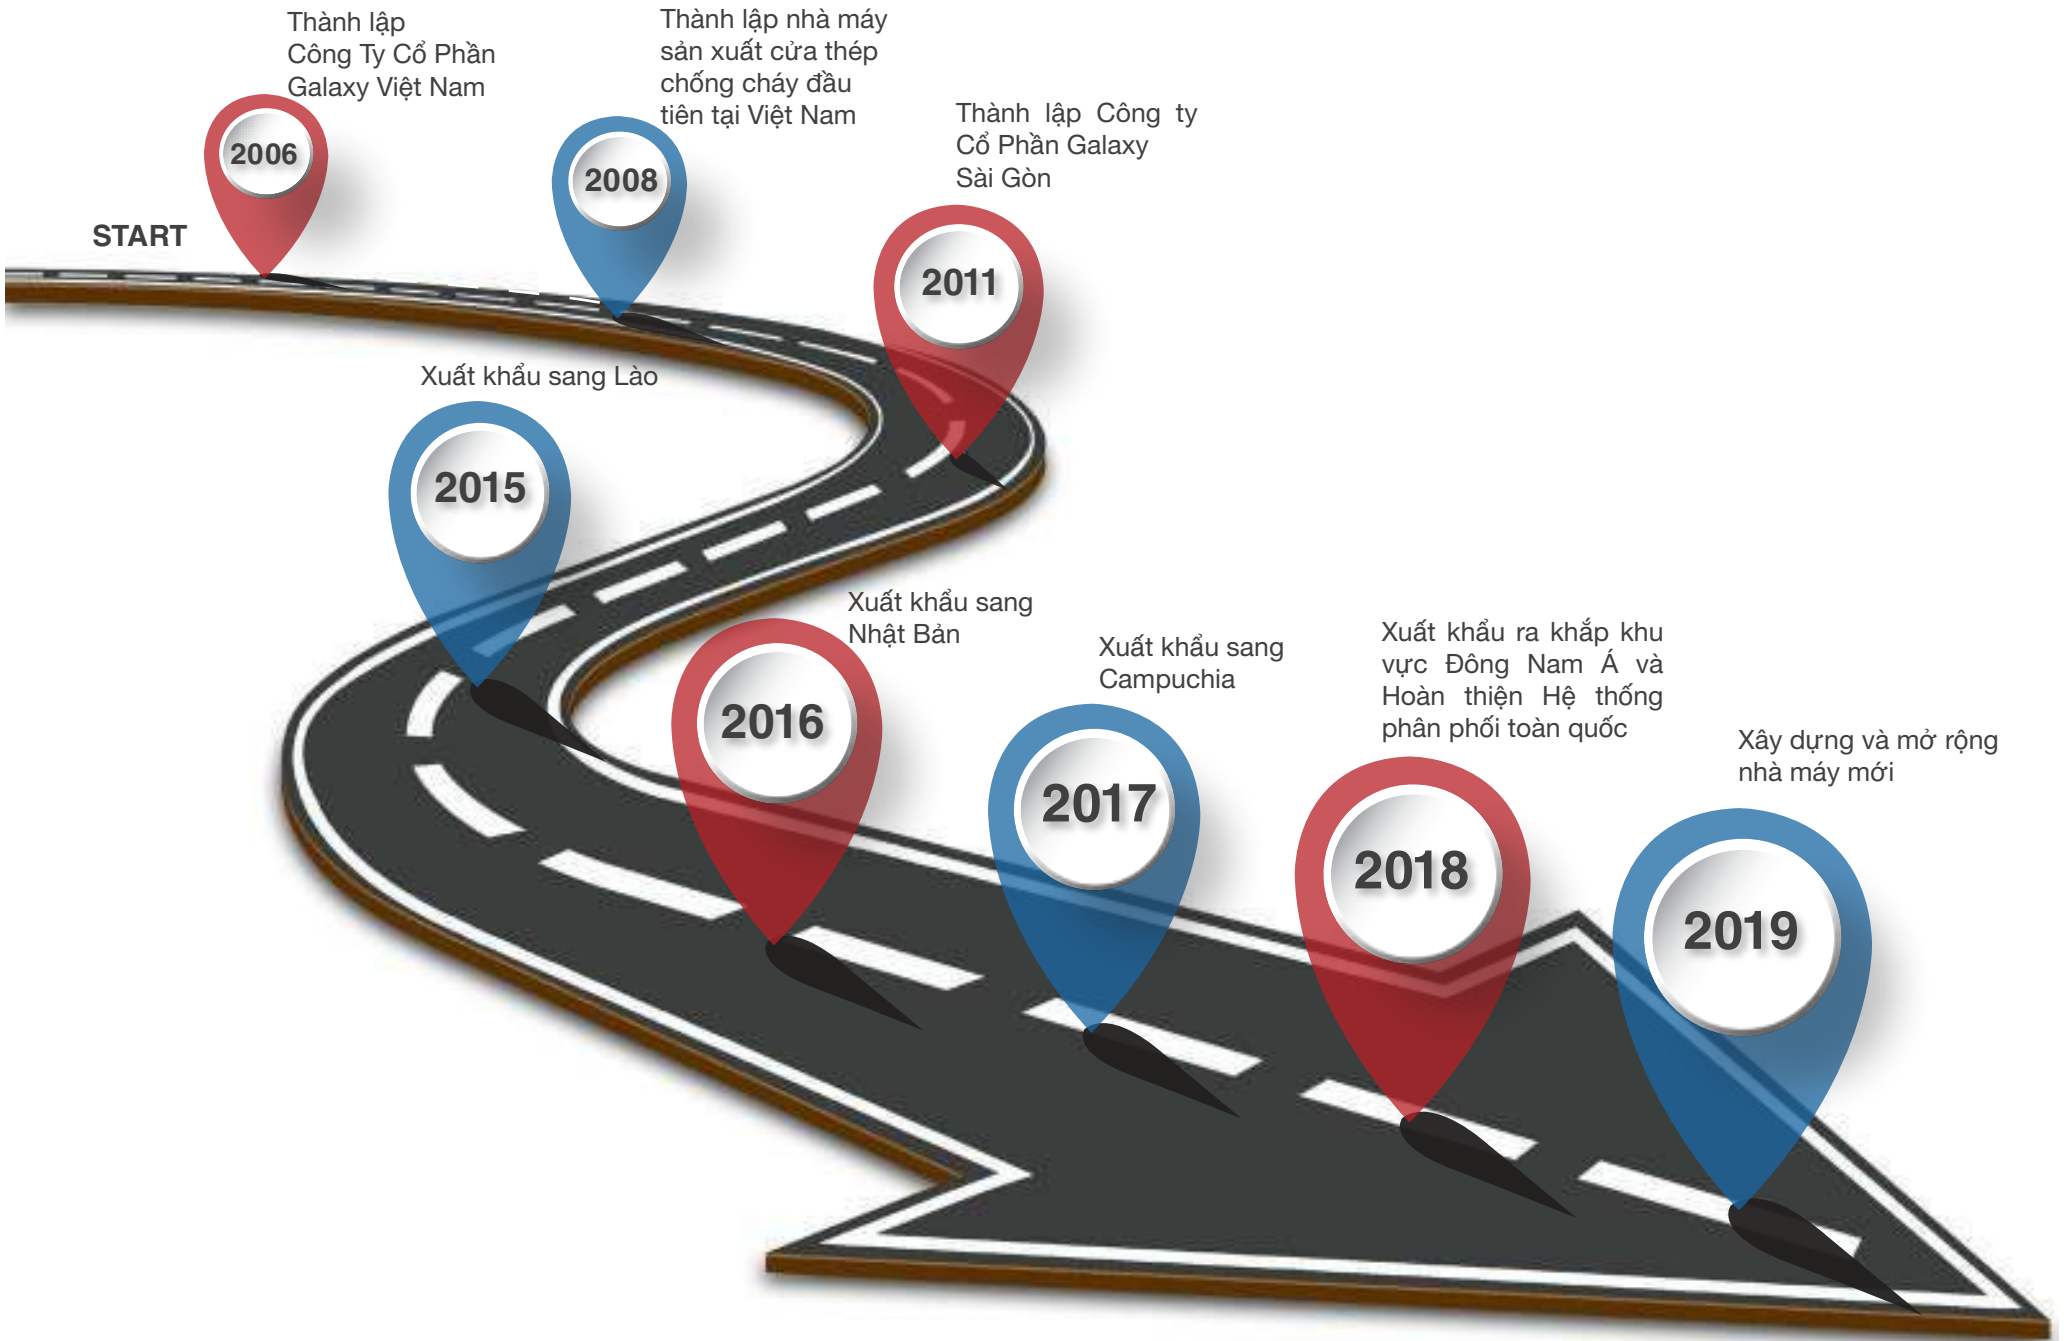 START
2006
Thành lập
Công Ty Cổ Phần
Galaxy Việt Nam
2008
Thành lập nhà máy
sản xuất cửa thép
chống cháy đầu
tiên tại Việt Nam
2011
Thành lập Công ty
Cổ Phần Galaxy
Sài Gòn
2015
Xuất khẩu sang Lào
2016
Xuất khẩu sang
Nhật Bản
2017
Xuất khẩu sang
Campuchia
2018
Xuất khẩu ra khắp khu
vực Đông Nam Á và
Hoàn thiện Hệ thống
phân phối toàn quốc
2019
Xây dựng và mở rộng
nhà máy mới